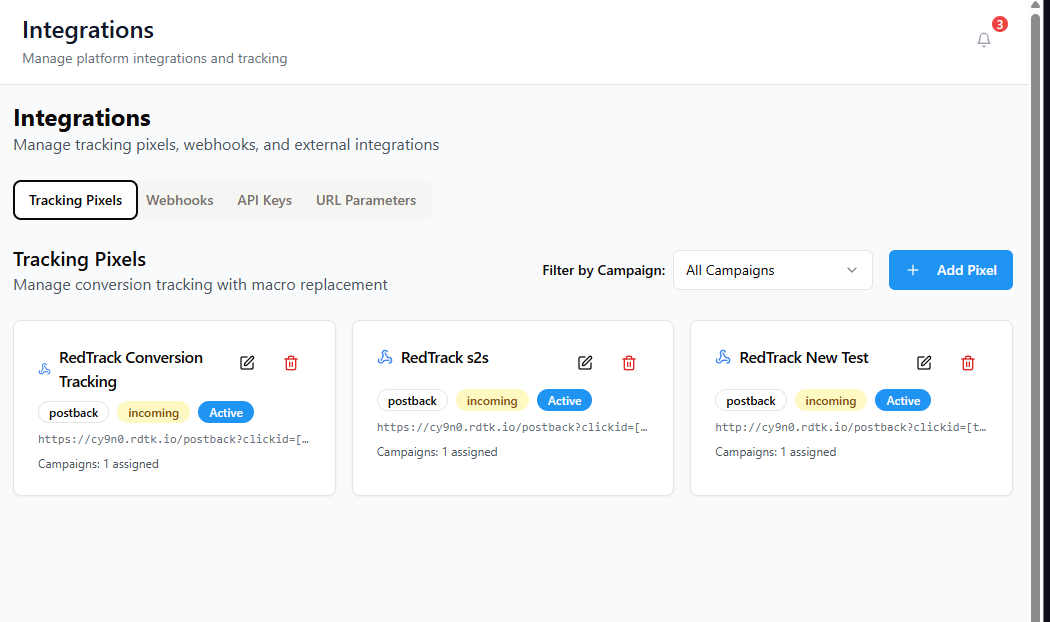 Integrations
3
Manage platform integrations and tracking
Integrations
Manage tracking pixels, webhooks, and external integrations
Tracking Pixels
Webhooks
API Keys
URL Parameters
Tracking Pixels
Manage conversion tracking with macro replacement
Filter by Campaign:
All Campaigns
Add Pixel
RedTrack Conversion
Tracking
postback
incoming
Active
https://cy9n0.rdtk.io/postback?clickid=[…
Campaigns: 1 assigned
RedTrack s2s
postback
incoming
Active
https://cy9n0.rdtk.io/postback?clickid=[…
Campaigns: 1 assigned
RedTrack New Test
postback
incoming
Active
http://cy9n0.rdtk.io/postback?clickid=[t…
Campaigns: 1 assigned